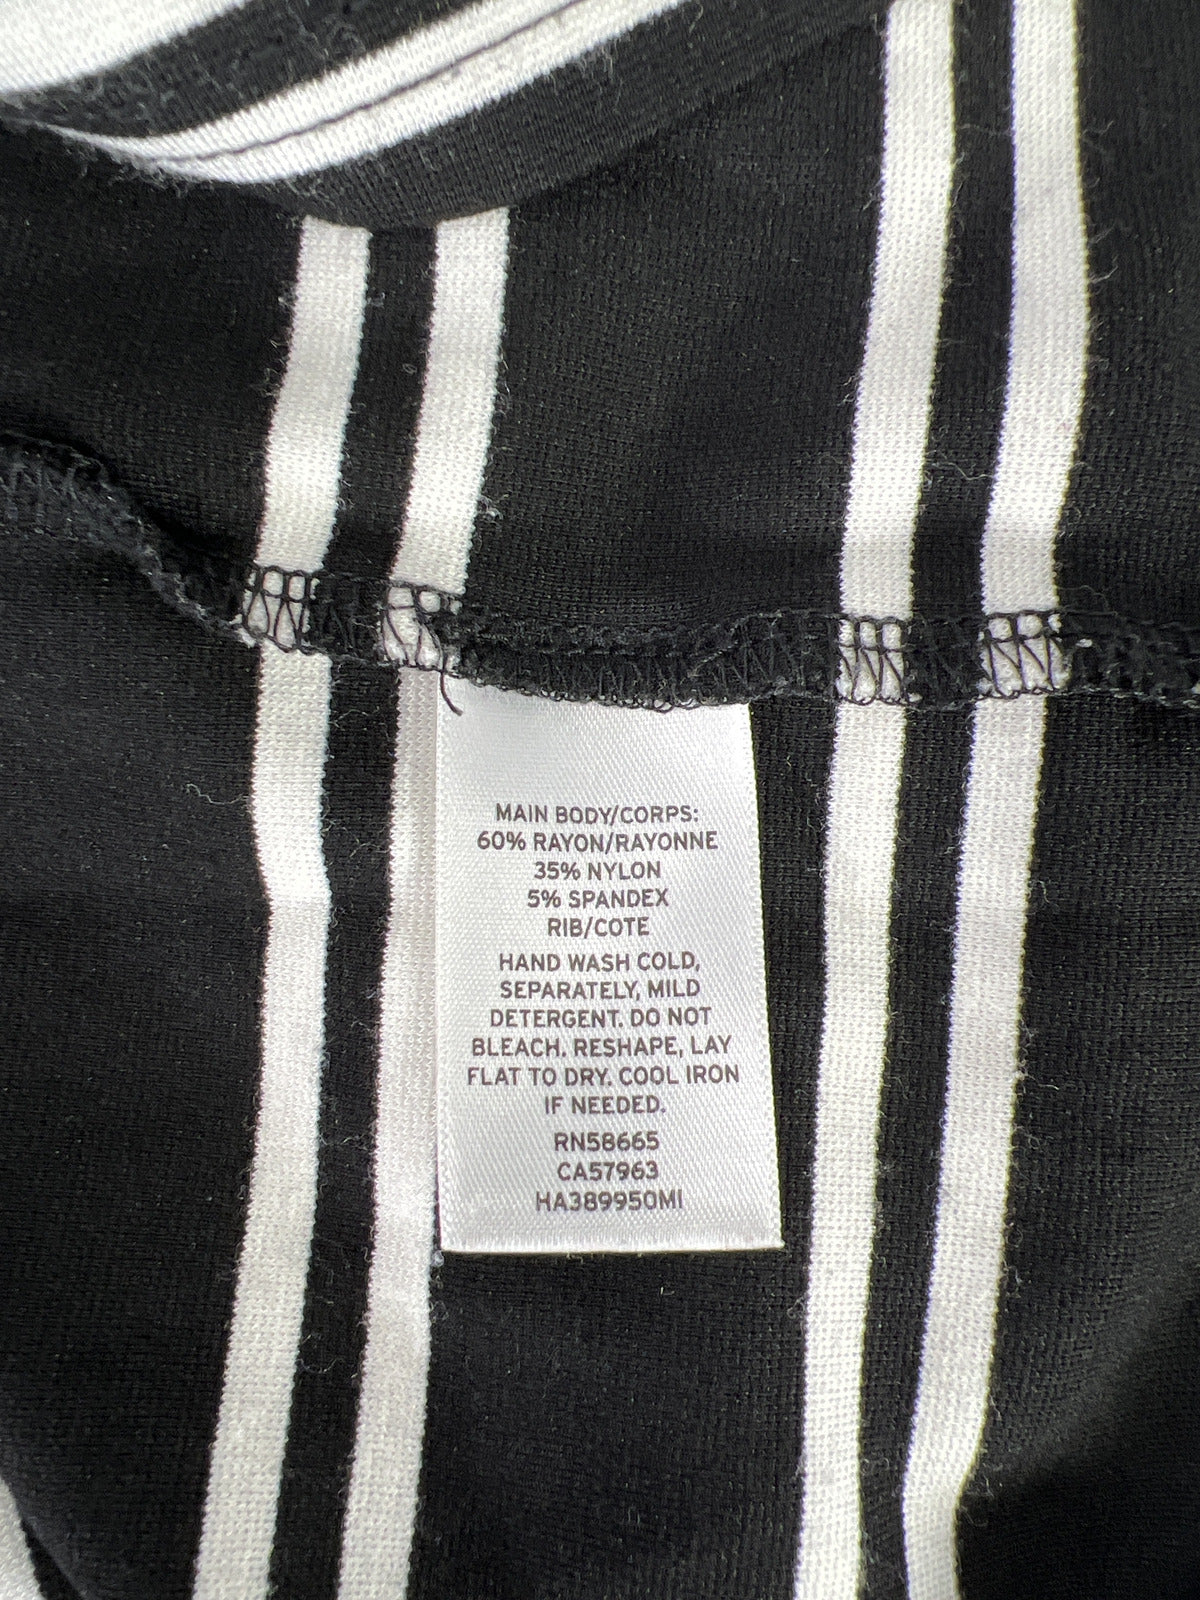 MAIN BODY/CORPS:
60% RAYON/RAYONNE
35% NYLON
5% SPANDEX
RIB/COTE
HAND WASH COLD,
SEPARATELY, MILD
DETERGENT. DO NOT
BLEACH. RESHAPE, LAY
FLAT TO DRY. COOL IRON
IF NEEDED.
RN58665
CA57963
HA389950MI